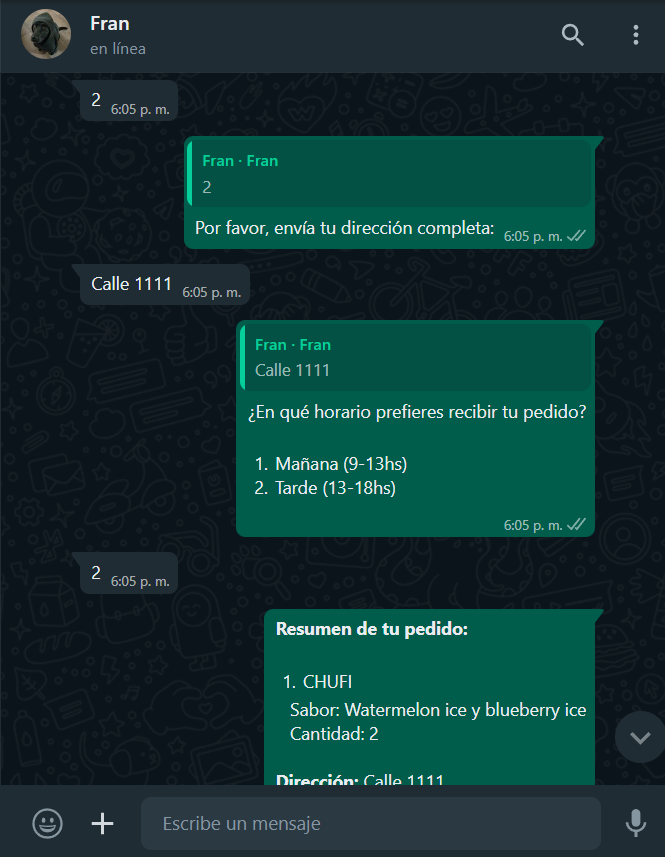 Fran
en línea
2 6:05 p. m.
Fran · Fran
2
Por favor, envía tu dirección completa: 6:05 p. m.
Calle 1111 6:05 p. m.
Fran · Fran
Calle 1111
¿En qué horario prefieres recibir tu pedido?
1. Mañana (9-13hs)
2. Tarde (13-18hs)
6:05 p. m.
2 6:05 p. m.
Resumen de tu pedido:
1. CHUFI
Sabor: Watermelon ice y blueberry ice
Cantidad: 2
Dirección: Calle 1111
Escribe un mensaje